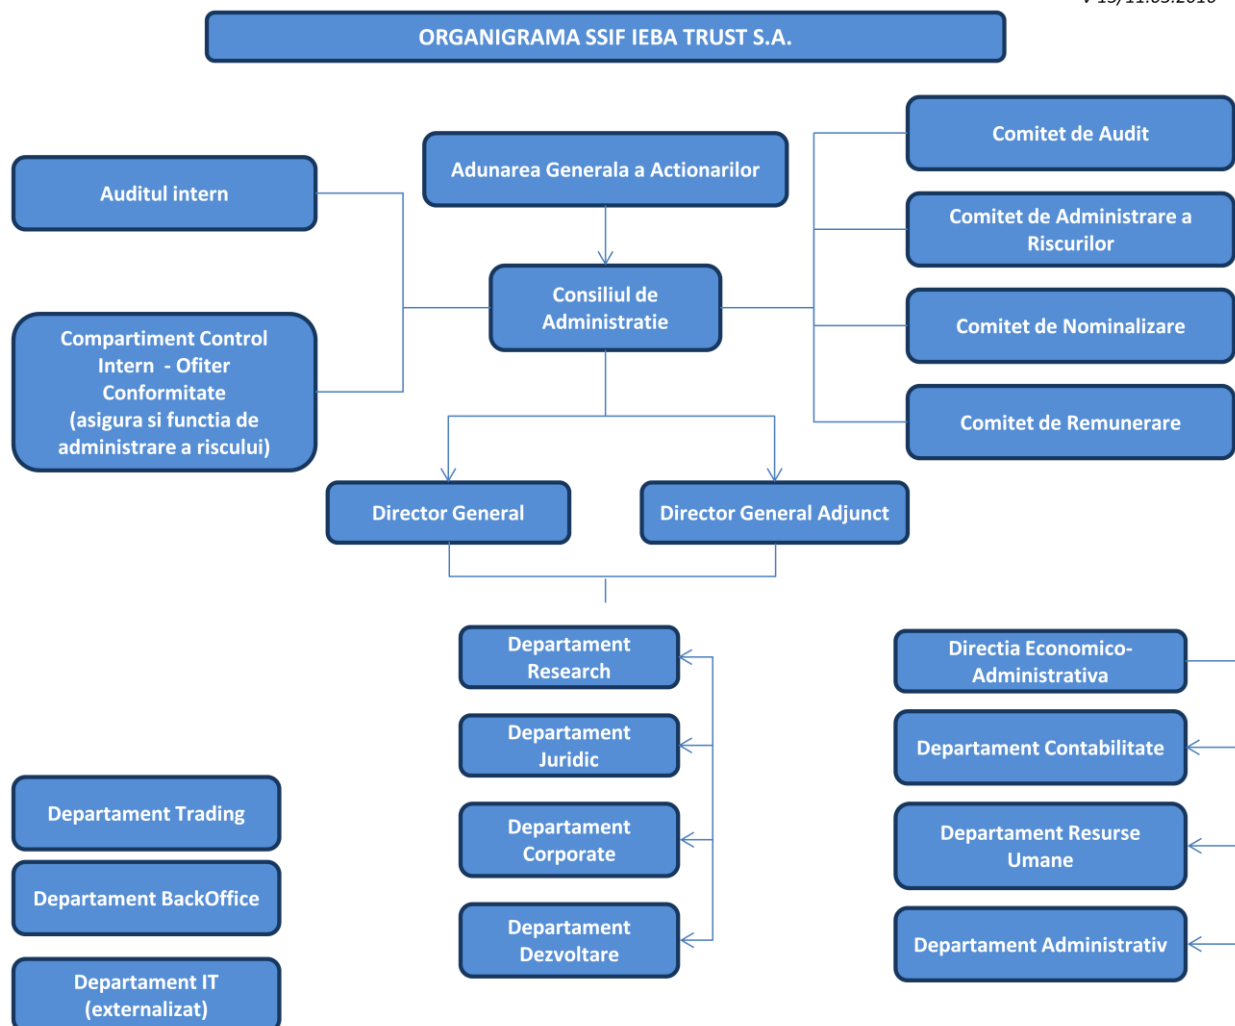 ORGANIGRAMA SSIF IEBA TRUST S.A.
Adunarea Generala a Actionarilor
Auditul intern
Consiliul de
Administratie
Compartiment Control
Intern - Ofiter
Conformitate
(asigura si functia de
administrare a riscului)
Comitet de Audit
Comitet de Administrare a
Riscurilor
Comitet de Nominalizare
Comitet de Remunerare
Director General
Director General Adjunct
Departament Trading
Departament BackOffice
Departament IT
(externalizat)
Departament
Research
Departament
Juridic
Departament
Corporate
Departament
Dezvoltare
Directia Economico-
Administrativa
Departament Contabilitate
Departament Resurse
Umane
Departament Administrativ